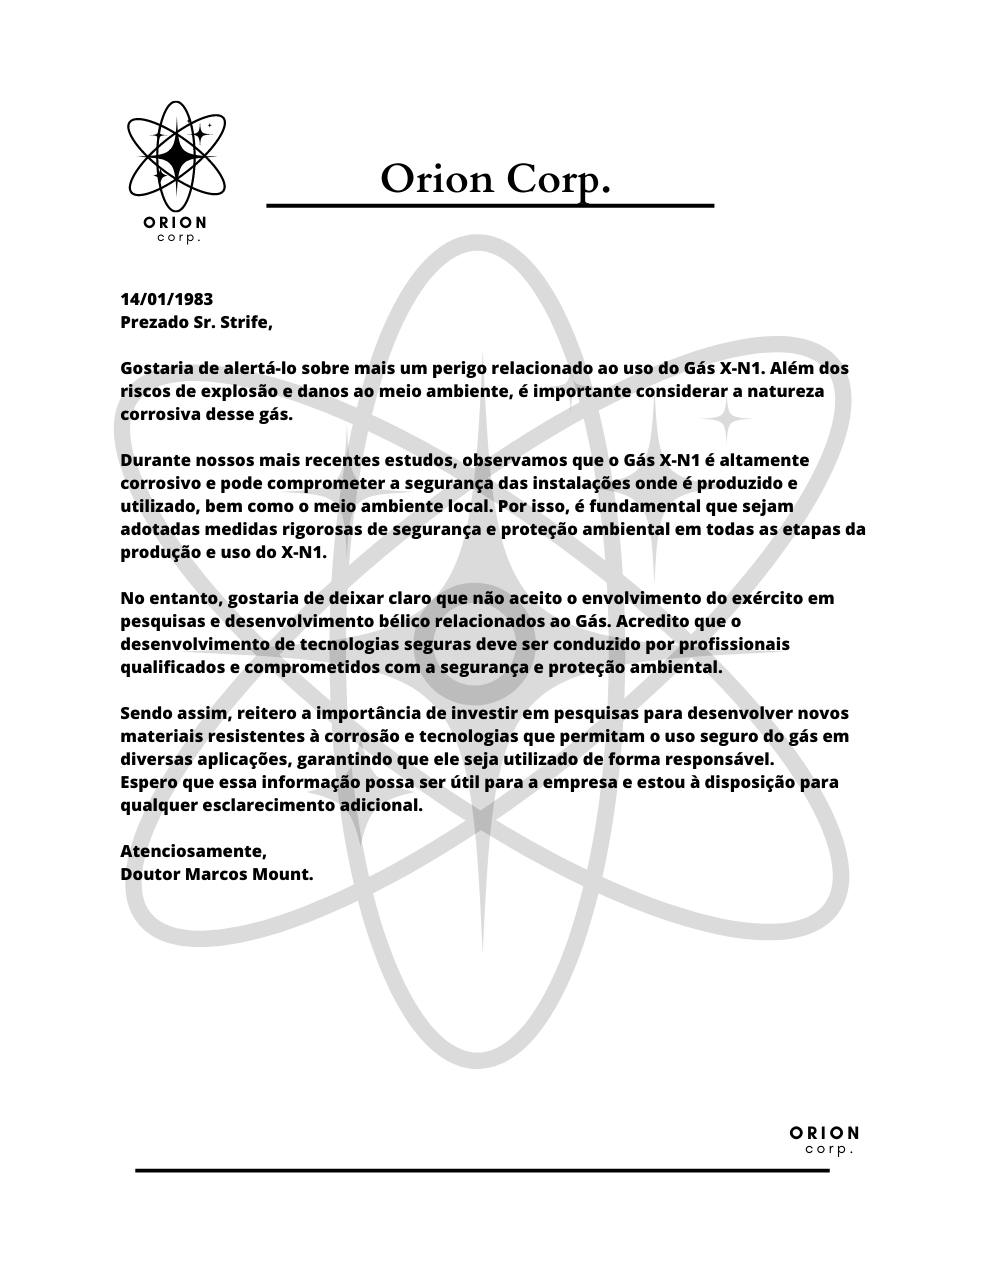 ORION
corp.
Orion Corp.
14/01/1983
Prezado Sr. Strife,
Gostaria de alertá-lo sobre mais um perigo relacionado ao uso do Gás X-N1. Além dos
riscos de explosão e danos ao meio ambiente, é importante considerar a natureza
corrosiva desse gás.
Durante nossos mais recentes estudos, observamos que o Gás X-N1 é altamente
corrosivo e pode comprometer a segurança das instalações onde é produzido e
utilizado, bem como o meio ambiente local. Por isso, é fundamental que sejam
adotadas medidas rigorosas de segurança e proteção ambiental em todas as etapas da
produção e uso do X-N1.
No entanto, gostaria de deixar claro que não aceito o envolvimento do exército em
pesquisas e desenvolvimento bélico relacionados ao Gás. Acredito que o
desenvolvimento de tecnologias seguras deve ser conduzido por profissionais
qualificados e comprometidos com a segurança e proteção ambiental.
Sendo assim, reitero a importância de investir em pesquisas para desenvolver novos
materiais resistentes à corrosão e tecnologias que permitam o uso seguro do gás em
diversas aplicações, garantindo que ele seja utilizado de forma responsável.
Espero que essa informação possa ser útil para a empresa e estou à disposição para
qualquer esclarecimento adicional.
Atenciosamente,
Doutor Marcos Mount.
ORION
corp.